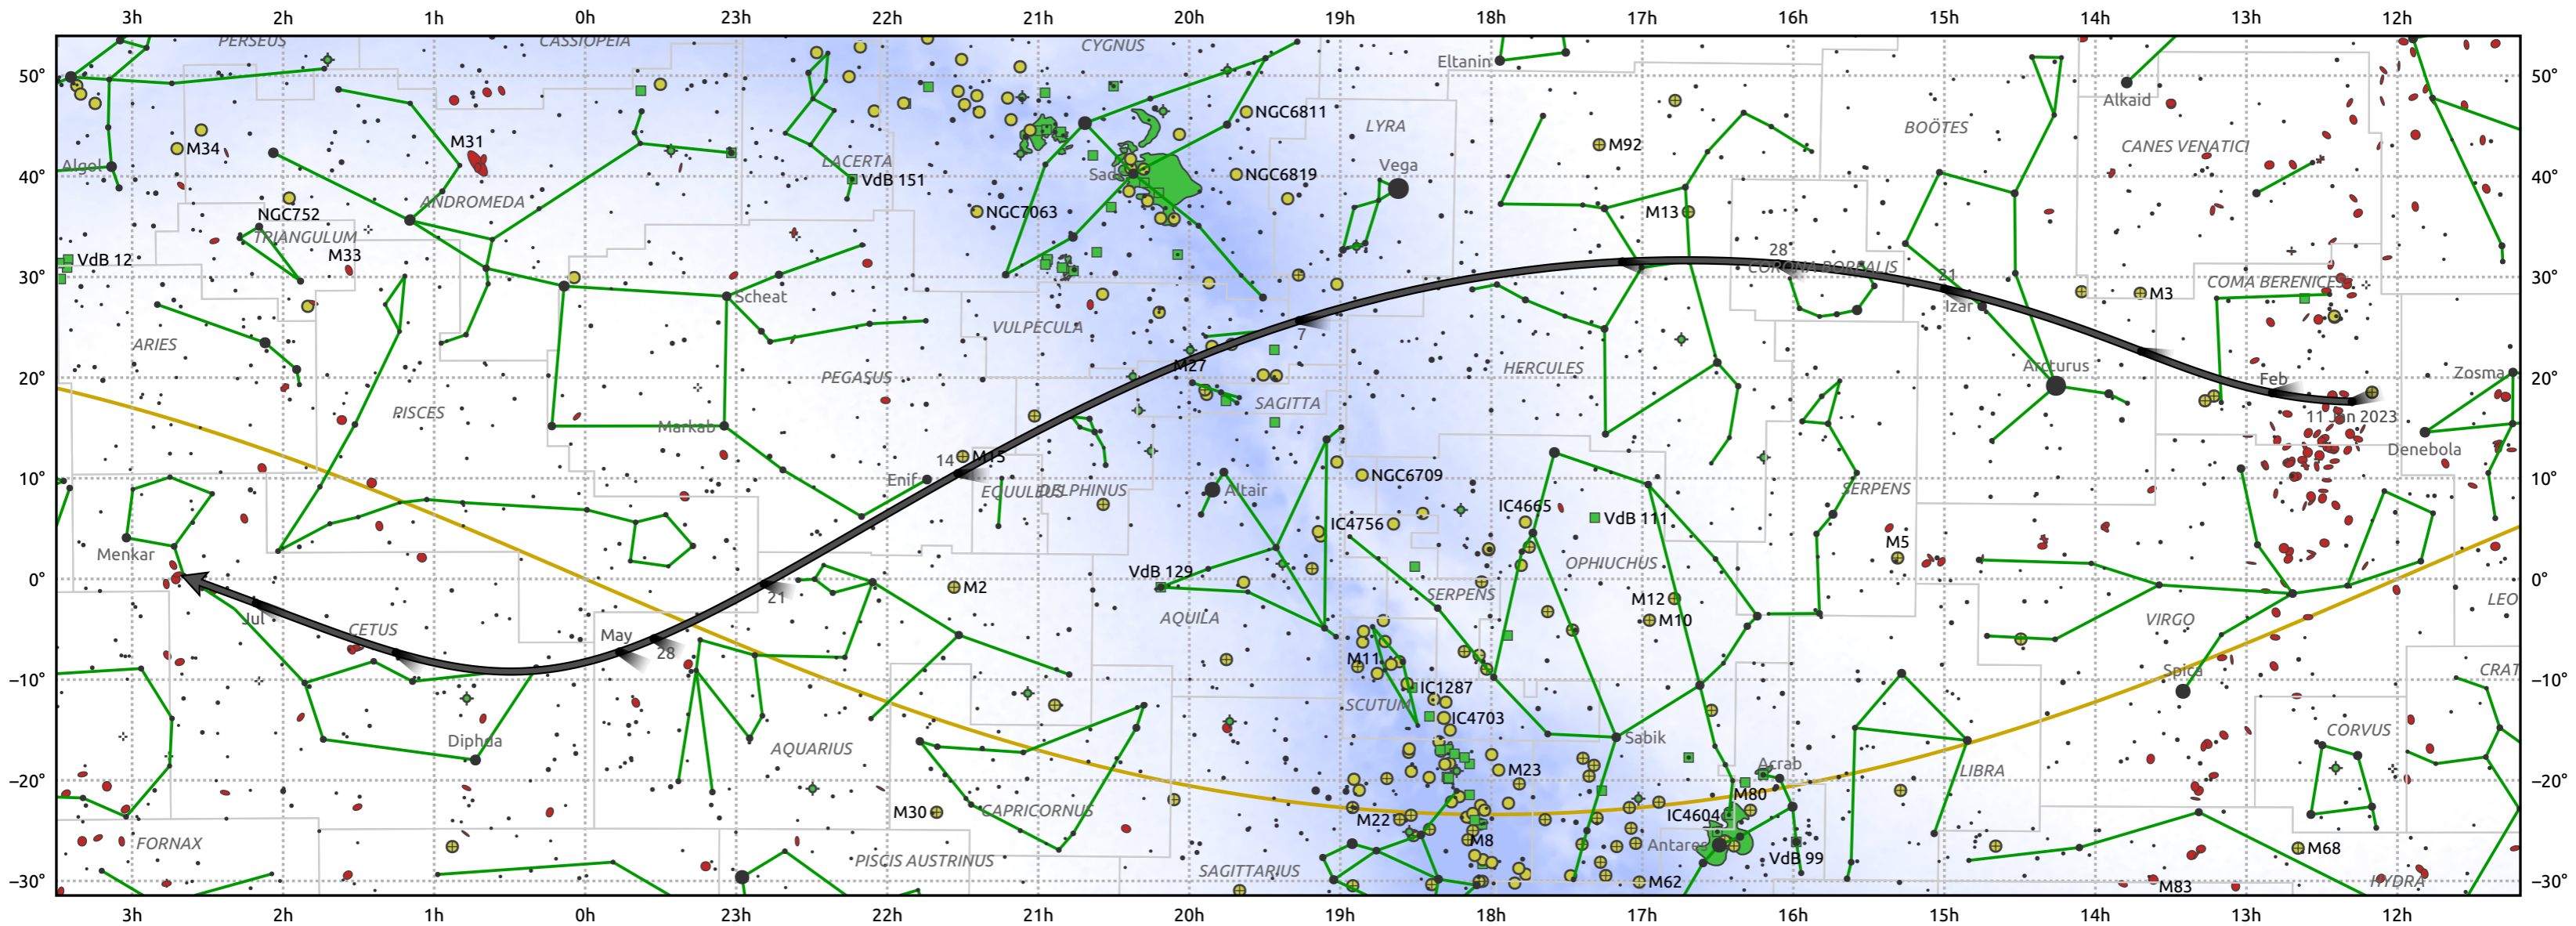 3h 2h 1h 0h 23h 22h 21h 20h 19h 18h 17h 16h 15h 14h 13h 12h
PERSEUS CASSIOPEIA CYGNUS
Eltanin
50° 50°
Alkaid
NGC6811
LYRA BOÖTES
M34 M31 M92 CANES VENATICI
Algol LACERTA Vega
VdB 151 Sadr NGC6819
40° 40°
ANDROMEDA
NGC752 NGC7063 M13
TRIANGULUM
M33 28
VdB 12 CORONA BOREALIS
30° 21 30°
COMA BERENICES
Scheat M3
Izar
VULPECULA 7
ARIES
M27 HERCULES Arcturus
20° PEGASUS Feb Zosma 20°
SAGITTA
PISCES 11 Jan 2023
Markab
Denebola
14 M15
10° Enif NGC6709 10°
EQUULEUS DELPHINUS Altair SERPENS
IC4665
IC4756 VdB 111
Menkar M5
OPHIUCHUS
0° VdB 129 0°
M2 SERPENS M12
21 LEO
Jul AQUILA M10 VIRGO
CETUS May
28 M11
−10° Spica CRAT −10°
IC1287
SCUTUM
IC4703
CORVUS
Diphda AQUARIUS Sabik
M23 Acrab LIBRA
−20° −20°
M80
M30 CAPRICORNUS M22 IC4604
FORNAX M8 Antares M68
PISCIS AUSTRINUS VdB 99
SAGITTARIUS
−30° M62 M83 HYDRA −30°
3h 2h 1h 0h 23h 22h 21h 20h 19h 18h 17h 16h 15h 14h 13h 12h